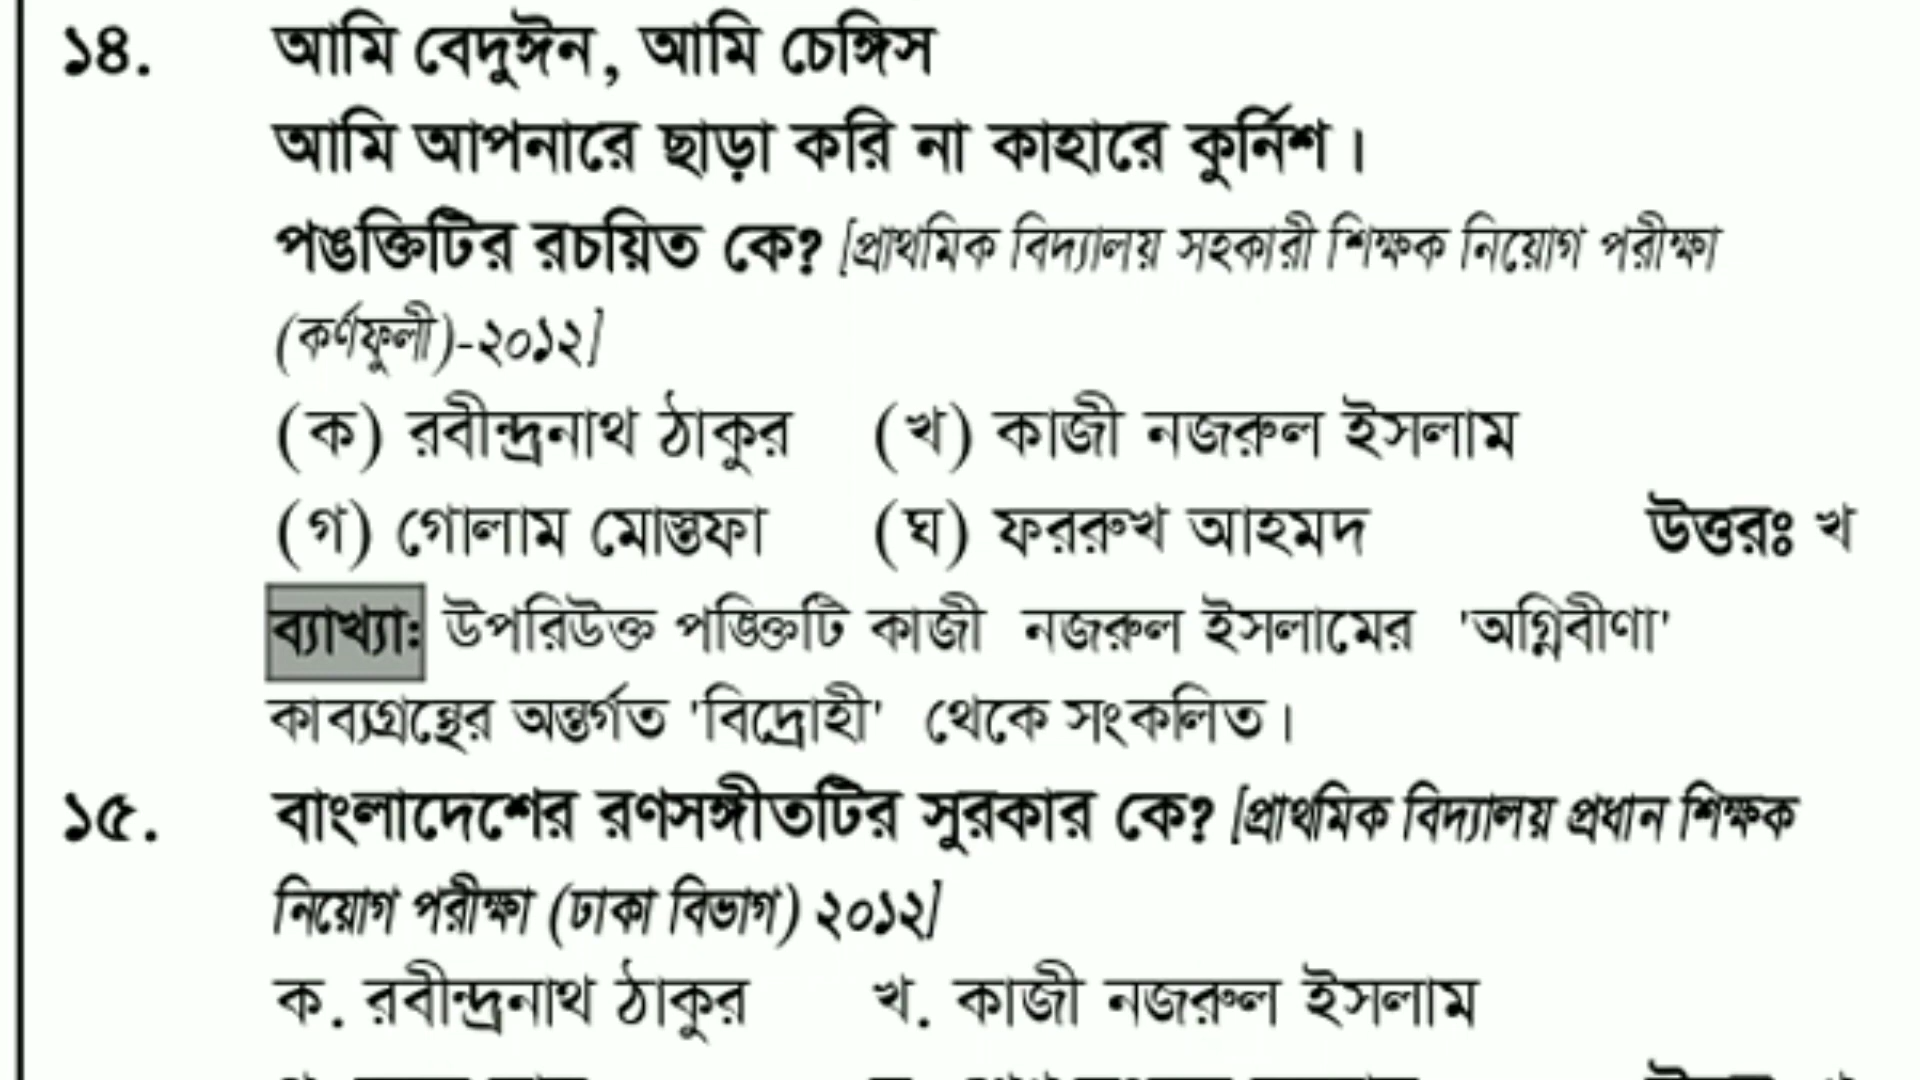 ১৪. আমি বেদুঈন, আমি চেঙ্গিস
আমি আপনারে ছাড়া করি না কাহারে কুর্নিশ।
পঙক্তিটির রচয়িত কে? [প্রাথমিক বিদ্যালয় সহকারী শিক্ষক নিয়োগ পরীক্ষা
(কর্ণফুলী)-২০১২]
(ক) রবীন্দ্রনাথ ঠাকুর (খ) কাজী নজরুল ইসলাম
(গ) গোলাম মোস্তফা (ঘ) ফররুখ আহমদ উত্তরঃ খ
ব্যাখ্যা: উপরিউক্ত পঙ্ক্তিটি কাজী নজরুল ইসলামের 'অগ্নিবীণা'
কাব্যগ্রন্থের অন্তর্গত 'বিদ্রোহী' থেকে সংকলিত।
১৫. বাংলাদেশের রণসঙ্গীতটির সুরকার কে? [প্রাথমিক বিদ্যালয় প্রধান শিক্ষক
নিয়োগ পরীক্ষা (ঢাকা বিভাগ) ২০১২]
ক. রবীন্দ্রনাথ ঠাকুর খ. কাজী নজরুল ইসলাম